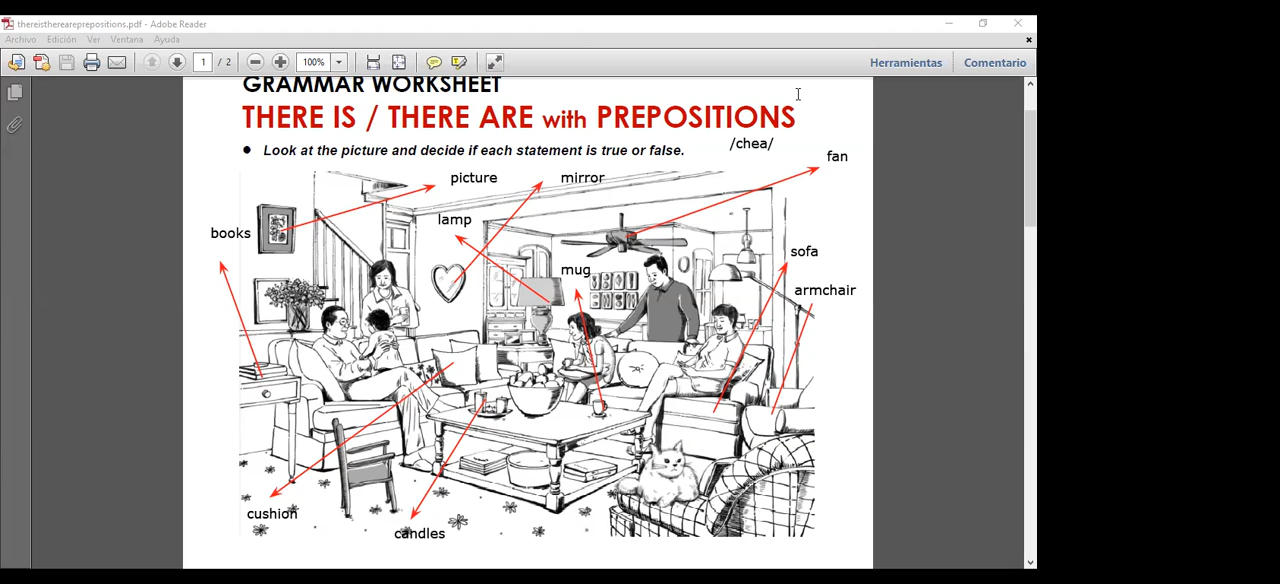 thereisthereareprepositions.pdf - Adobe Reader
Archivo Edición Ver Ventana Ayuda
1 / 2 100% Herramientas Comentario
GRAMMAR WORKSHEET
THERE IS / THERE ARE with PREPOSITIONS
/chea/
Look at the picture and decide if each statement is true or false.
fan
picture mirror
lamp
books
sofa
mug
armchair
cushion
candles